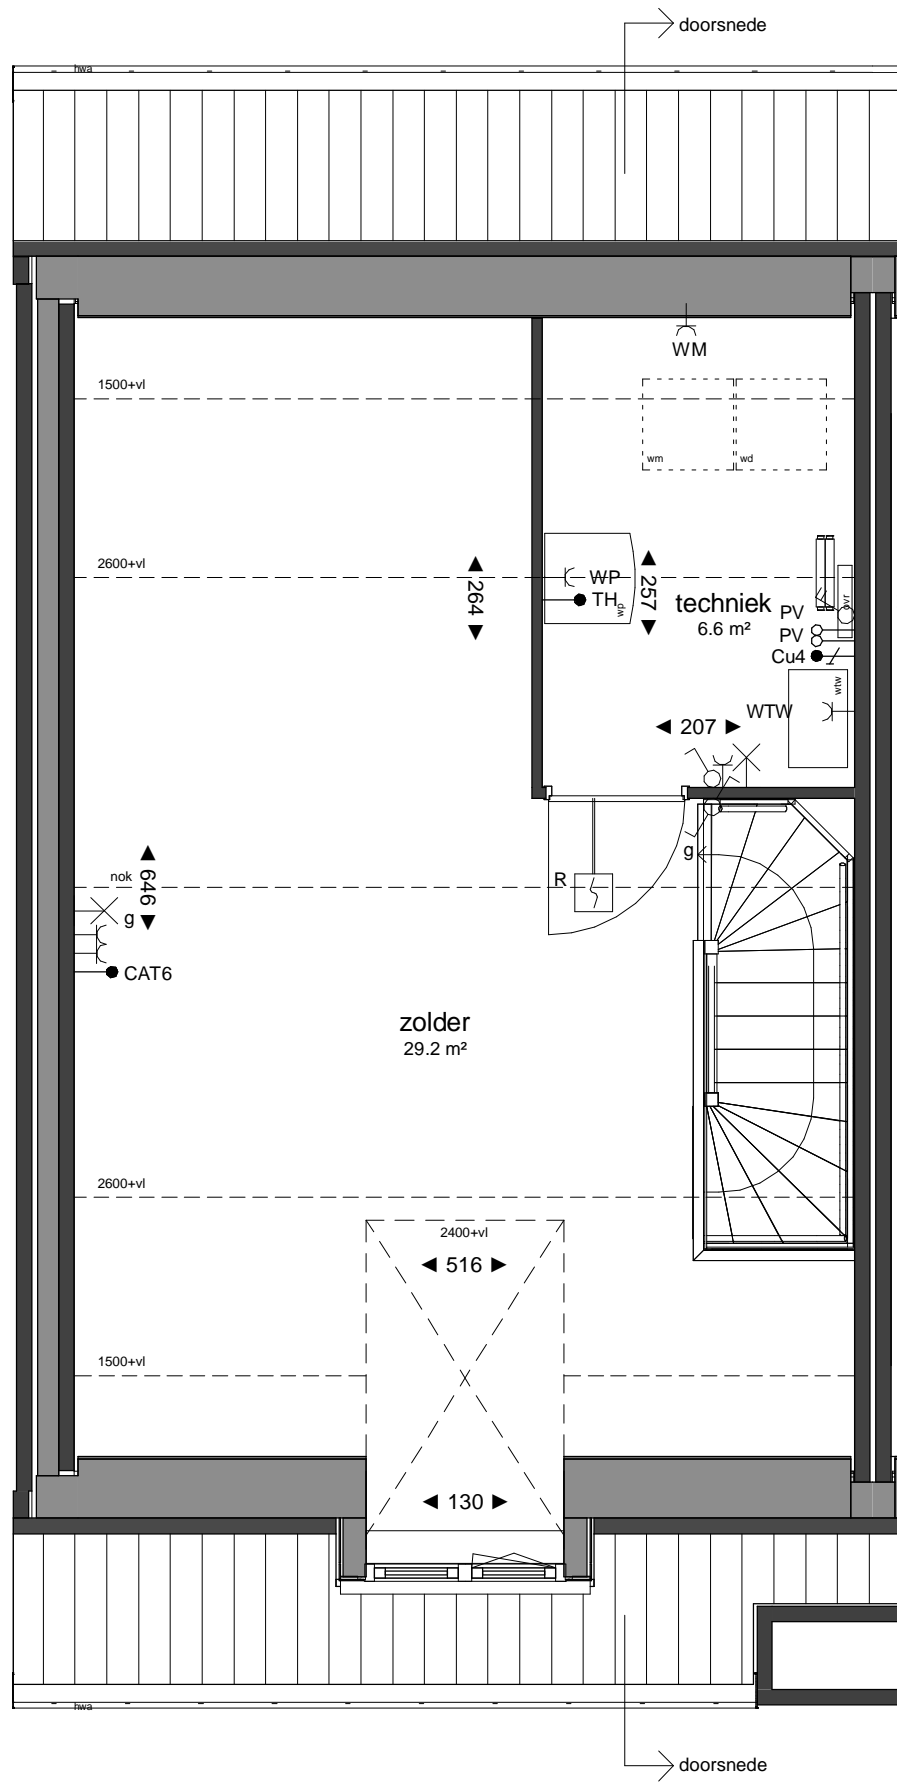 doorsnede
hwa
WM
1500+vl
wm
wd
2600+vl
264
WP
TH
wp
257
techniek
6.6 m²
PV
PV
Cu4
ovr
wtw
WTW
207
g
nok
646
g
R
CAT6
zolder
29.2 m²
2600+vl
2400+vl
516
1500+vl
130
hwa
doorsnede